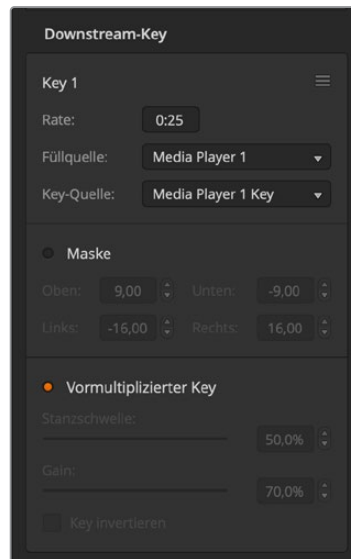 Downstream-Key
Key 1
Rate: 0:25
Füllquelle: Media Player 1
Key-Quelle: Media Player 1 Key
Maske
Oben: 9,00 Unten: -9,00
Links: -16,00 Rechts: 16,00
Vormultiplizierter Key
Stanzschwelle:
50,0%
Gain:
70,0%
Key invertieren